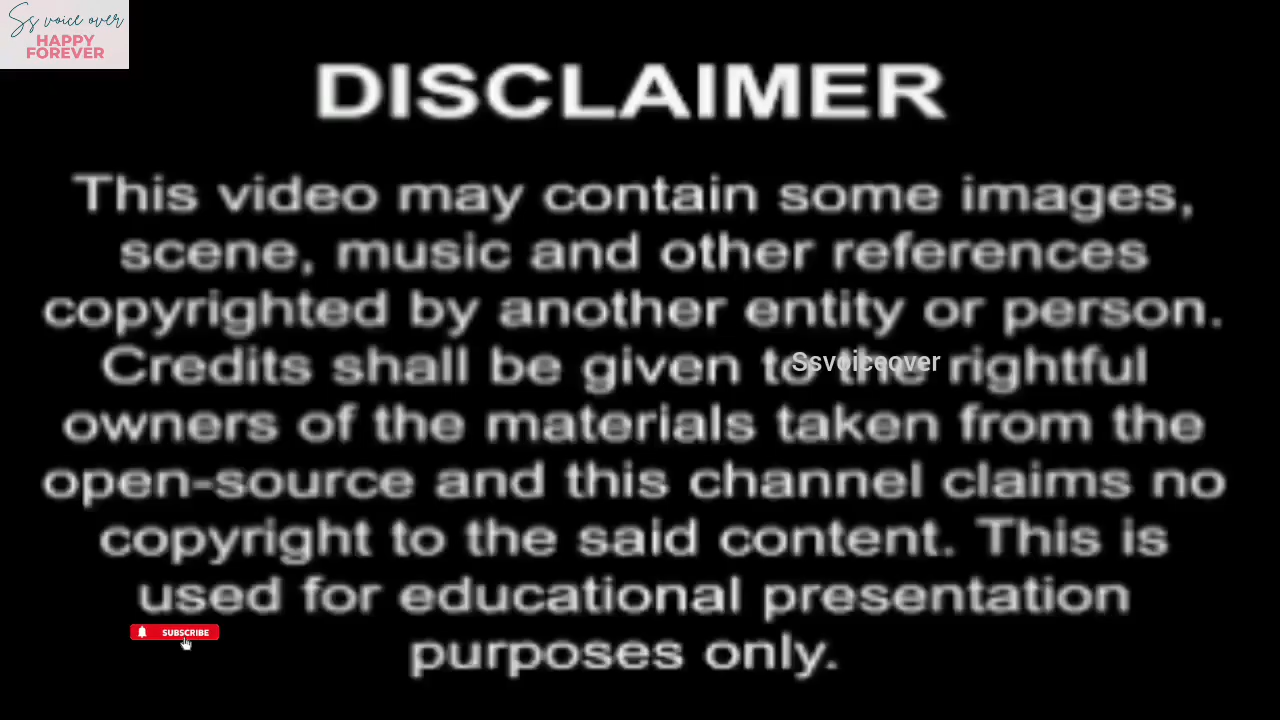 Ss voice over
HAPPY
FOREVER
DISCLAIMER
This video may contain some images,
scene, music and other references
copyrighted by another entity or person.
Credits shall be given to the rightful
Ssvoiceover
owners of the materials taken from the
open-source and this channel claims no
copyright to the said content. This is
used for educational presentation
SUBSCRIBE
purposes only.